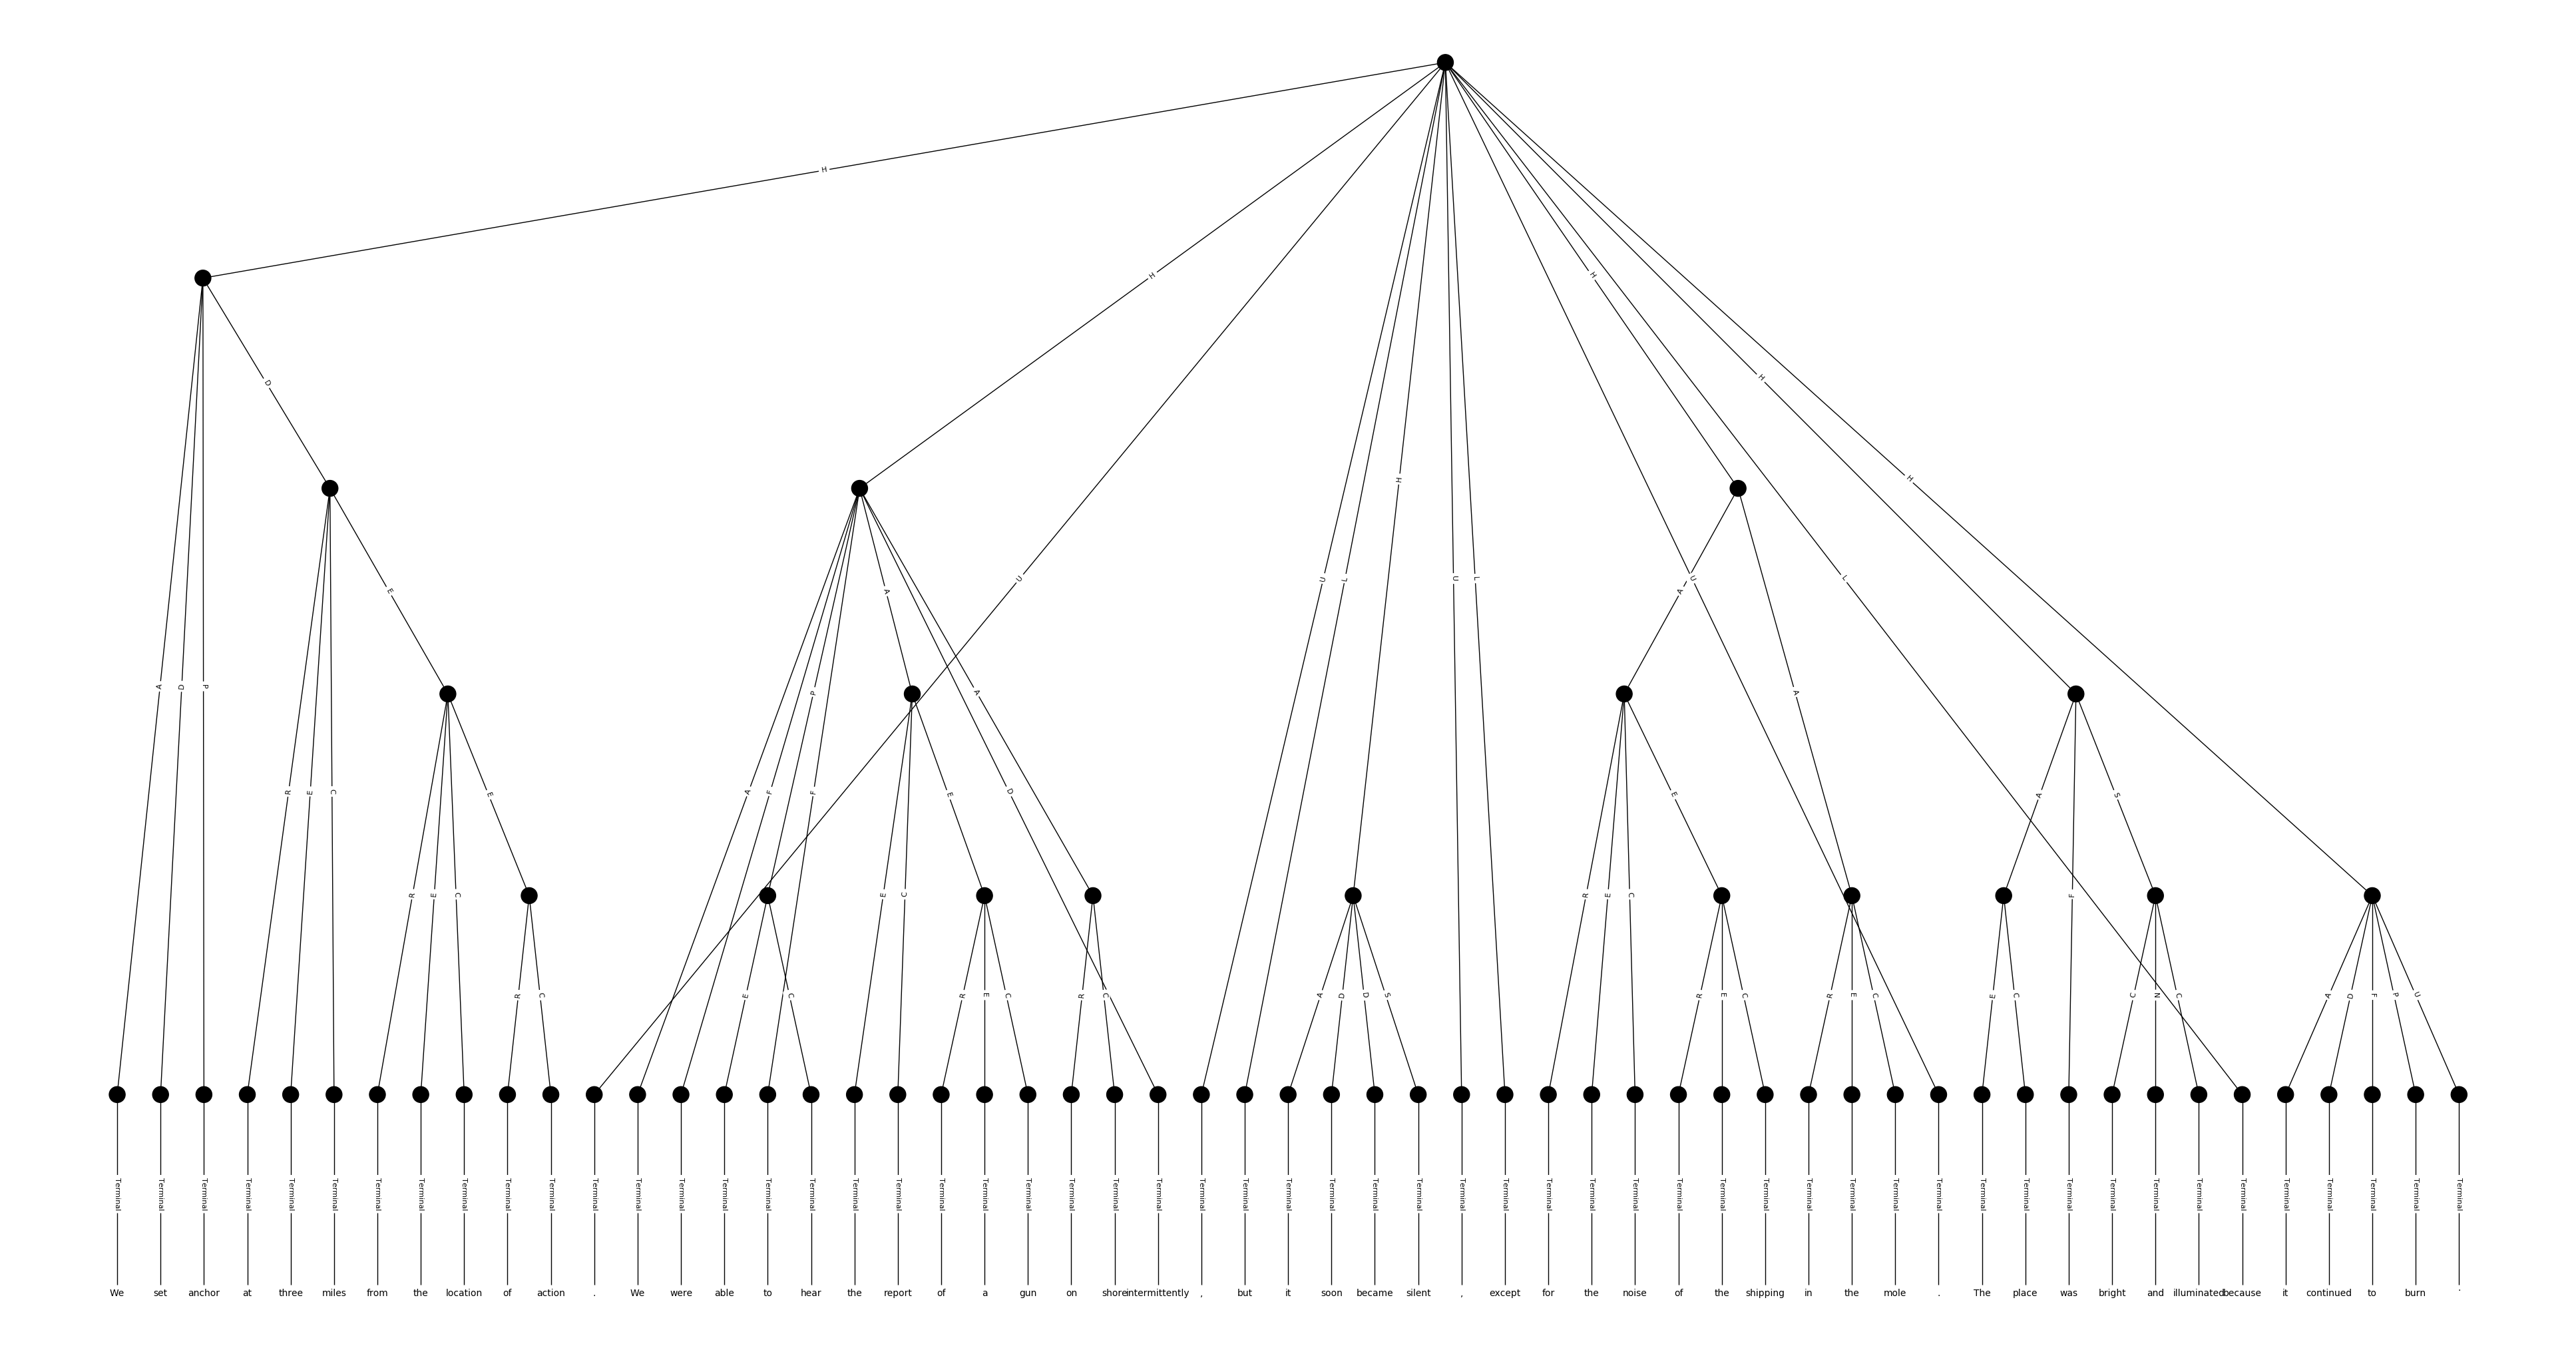 H
H
H
H
D
H
H
H
U
L
U
L
U
L
E
A
A
U
A
D
P
P
A
A
R
E
C
A
F
F
D
E
E
E
A
S
R
E
C
E
C
R
E
C
F
R
C
E
C
R
E
C
R
C
A
D
D
S
R
E
C
R
E
C
E
C
C
N
C
A
D
F
P
U
Terminal Terminal Terminal Terminal Terminal Terminal Terminal Terminal Terminal Terminal Terminal Terminal Terminal Terminal Terminal Terminal Terminal Terminal Terminal Terminal Terminal Terminal Terminal Terminal Terminal Terminal Terminal Terminal Terminal Terminal Terminal Terminal Terminal Terminal Terminal Terminal Terminal Terminal Terminal Terminal Terminal Terminal Terminal Terminal Terminal Terminal Terminal Terminal Terminal Terminal Terminal Terminal Terminal Terminal Terminal
We set anchor at three miles from the location of action . We were able to hear the report of a gun on shore intermittently , but it soon became silent , except for the noise of the shipping in the mole . The place was bright and illuminated because it continued to burn '